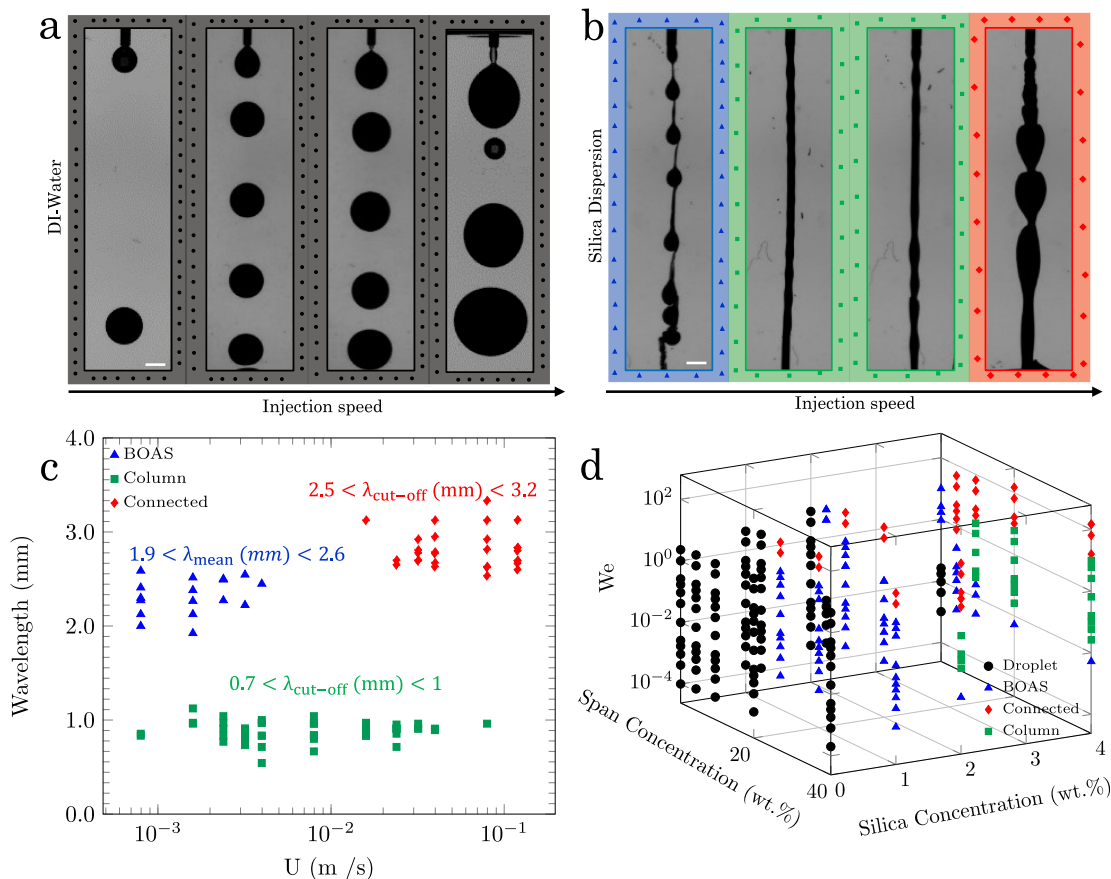 a
DI-Water
Injection speed
b
Silica Dispersion
Injection speed
c
BOAS
Column
Connected
2.5 < λcut−off (mm) < 3.2
1.9 < λmean (mm) < 2.6
0.7 < λcut−off (mm) < 1
4.0
3.0
2.0
1.0
0.0
Wavelength (mm)
10⁻³
10⁻²
10⁻¹
U (m /s)
d
10²
10⁰
10⁻²
10⁻⁴
We
Span Concentration (wt.%)
20
40
0
1
2
3
4
Silica Concentration (wt.%)
Droplet
BOAS
Connected
Column